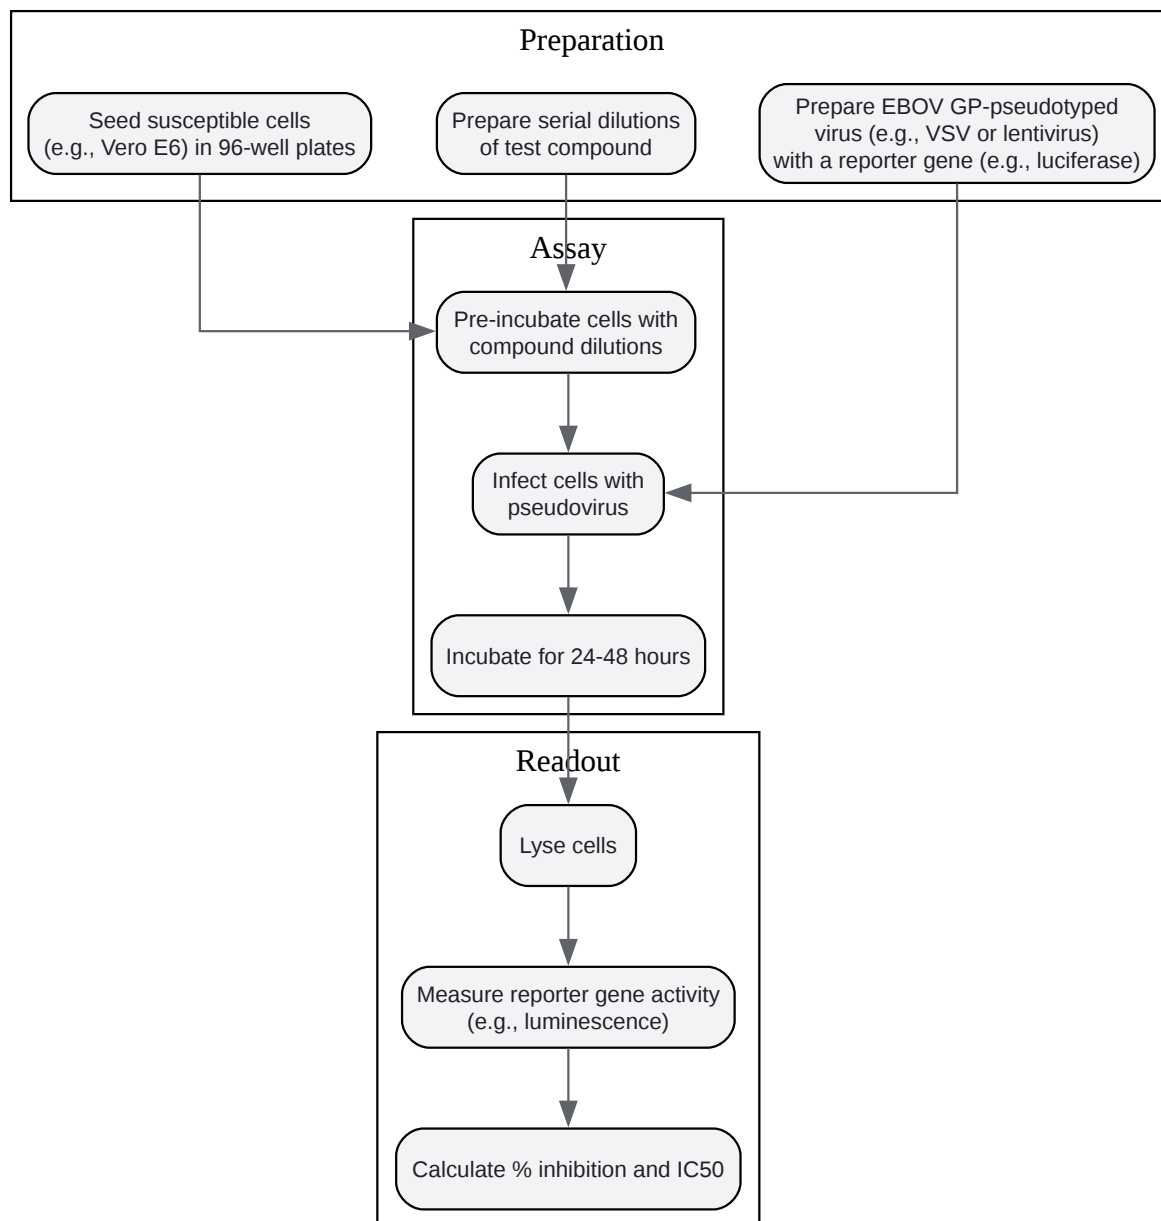 Preparation
Seed susceptible cells
(e.g., Vero E6) in 96-well plates
Prepare serial dilutions
of test compound
Prepare EBOV GP-pseudotyped
virus (e.g., VSV or lentivirus)
with a reporter gene (e.g., luciferase)
Assay
Pre-incubate cells with
compound dilutions
Infect cells with
pseudovirus
Incubate for 24-48 hours
Readout
Lyse cells
Measure reporter gene activity
(e.g., luminescence)
Calculate % inhibition and IC50